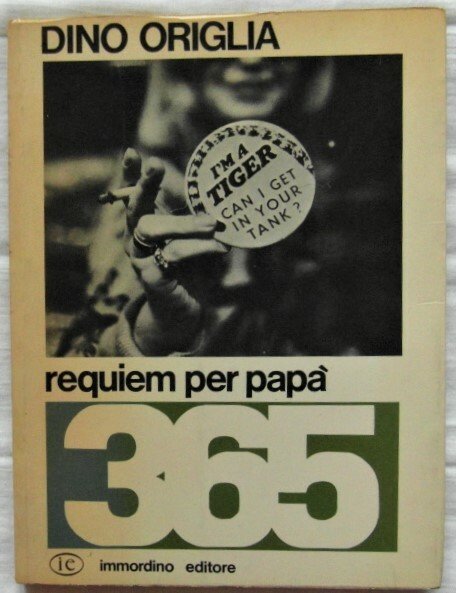 DINO ORIGLIA
I'M A
TIGER
CAN I GET
IN YOUR
TANK?
requiem per papà
365
ic immordino editore